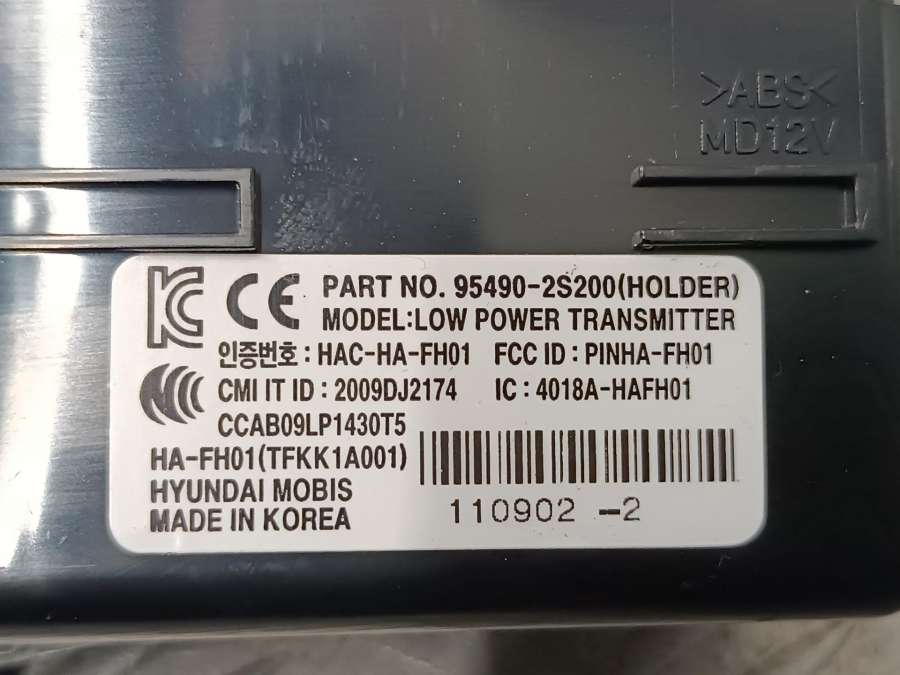 >ABS<
MD12V
CE PART NO. 95490-2S200(HOLDER)
MODEL:LOW POWER TRANSMITTER
인증번호 : HAC-HA-FH01 FCC ID : PINHA-FH01
CMI IT ID : 2009DJ2174 IC : 4018A-HAFH01
CCAB09LP1430T5
HA-FH01(TFKK1A001)
HYUNDAI MOBIS
MADE IN KOREA
110902 -2